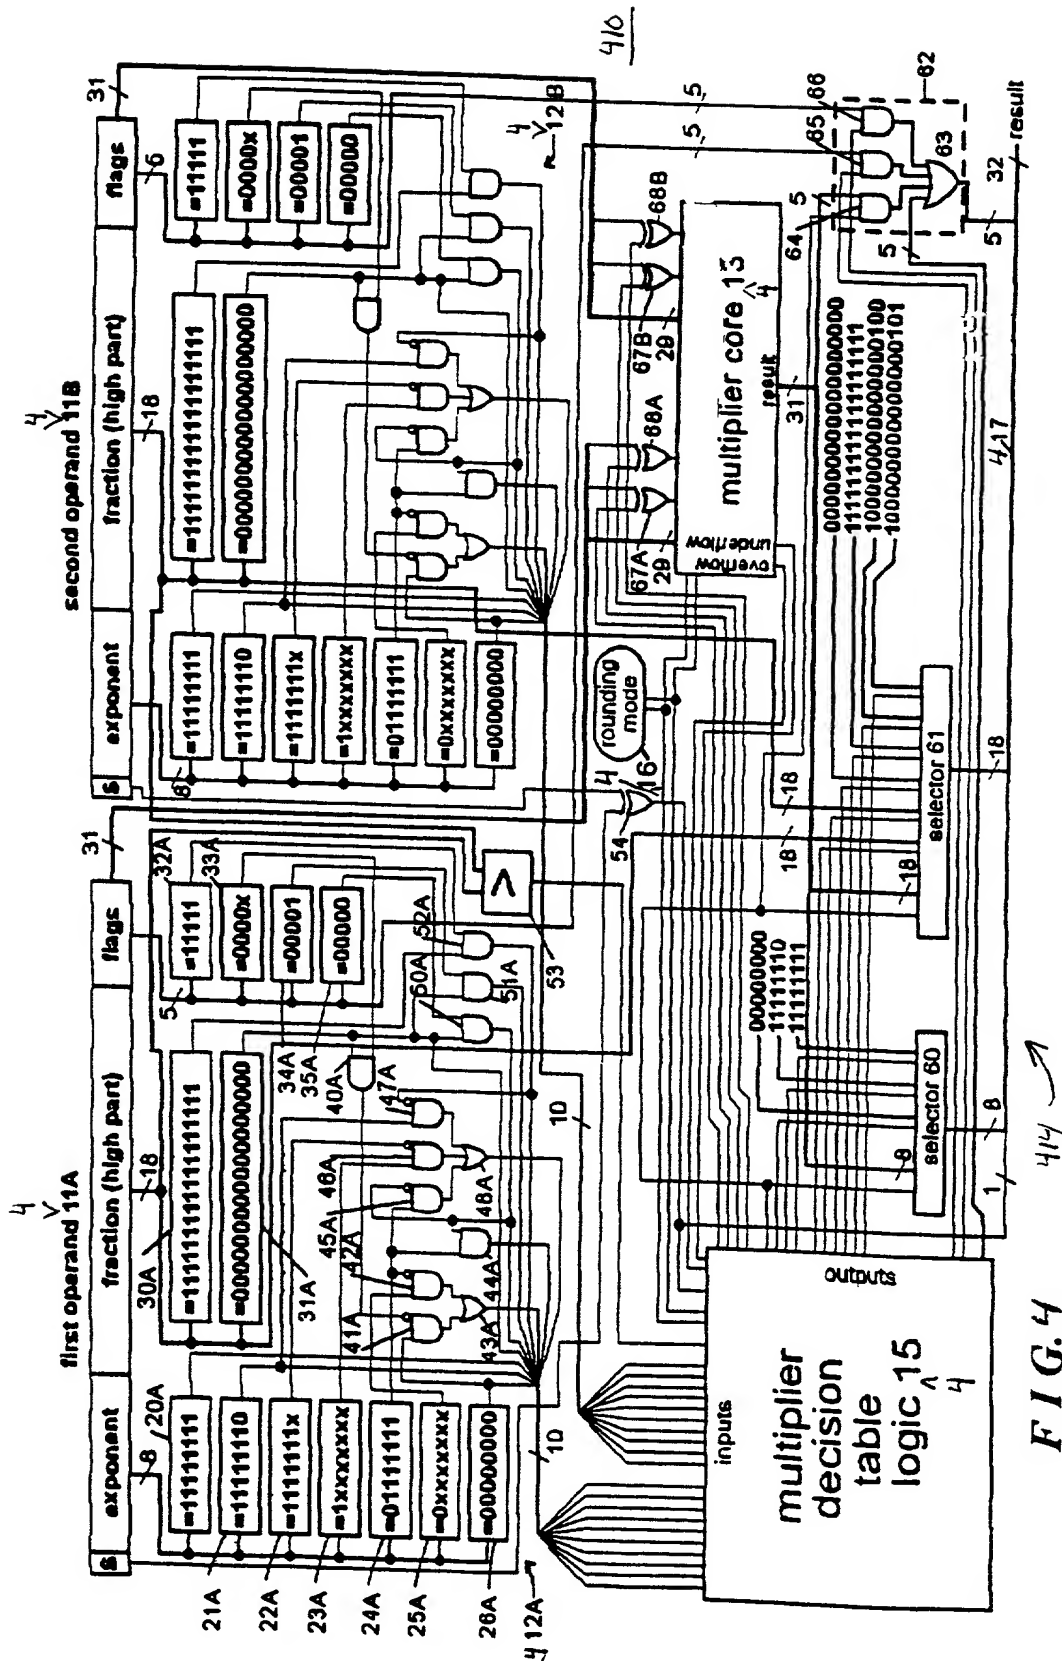 first operand 11A
4
second operand 11B
4
s
exponent
fraction (high part)
flags
s
exponent
fraction (high part)
flags
8
20A
18
31
8
18
6
31
30A
5
32A
33A
=11111111
=11111110
=1111111x
=1xxxxxxx
=01111111
=0xxxxxxx
=00000000
=111111111111111111
=000000000000000000
=11111
=0000x
=00001
=00000
=11111111
=11111110
=1111111x
=1xxxxxxx
=01111111
=0xxxxxxx
=00000000
=111111111111111111
=000000000000000000
=11111
=0000x
=00001
=00000
21A
22A
23A
24A
25A
26A
31A
34A
35A
40A
41A
42A
43A
44A
45A
46A
47A
50A
51A
52A
53
>
4 12A
4
12B
10
10
54
rounding
mode
16
4
410
67A
68A
67B
68B
29
29
multiplier core 13
4
overflow
underflow
result
31
5
5
5
5
5
62
63
64
65
66
inputs
outputs
multiplier
decision
table
logic 15
4
00000000
11111110
11111111
8
selector 60
8
18
18
18
000000000000000000
111111111111111111
100000000000000100
100000000000000101
selector 61
18
1
4 17
32
result
414
FIG. 4